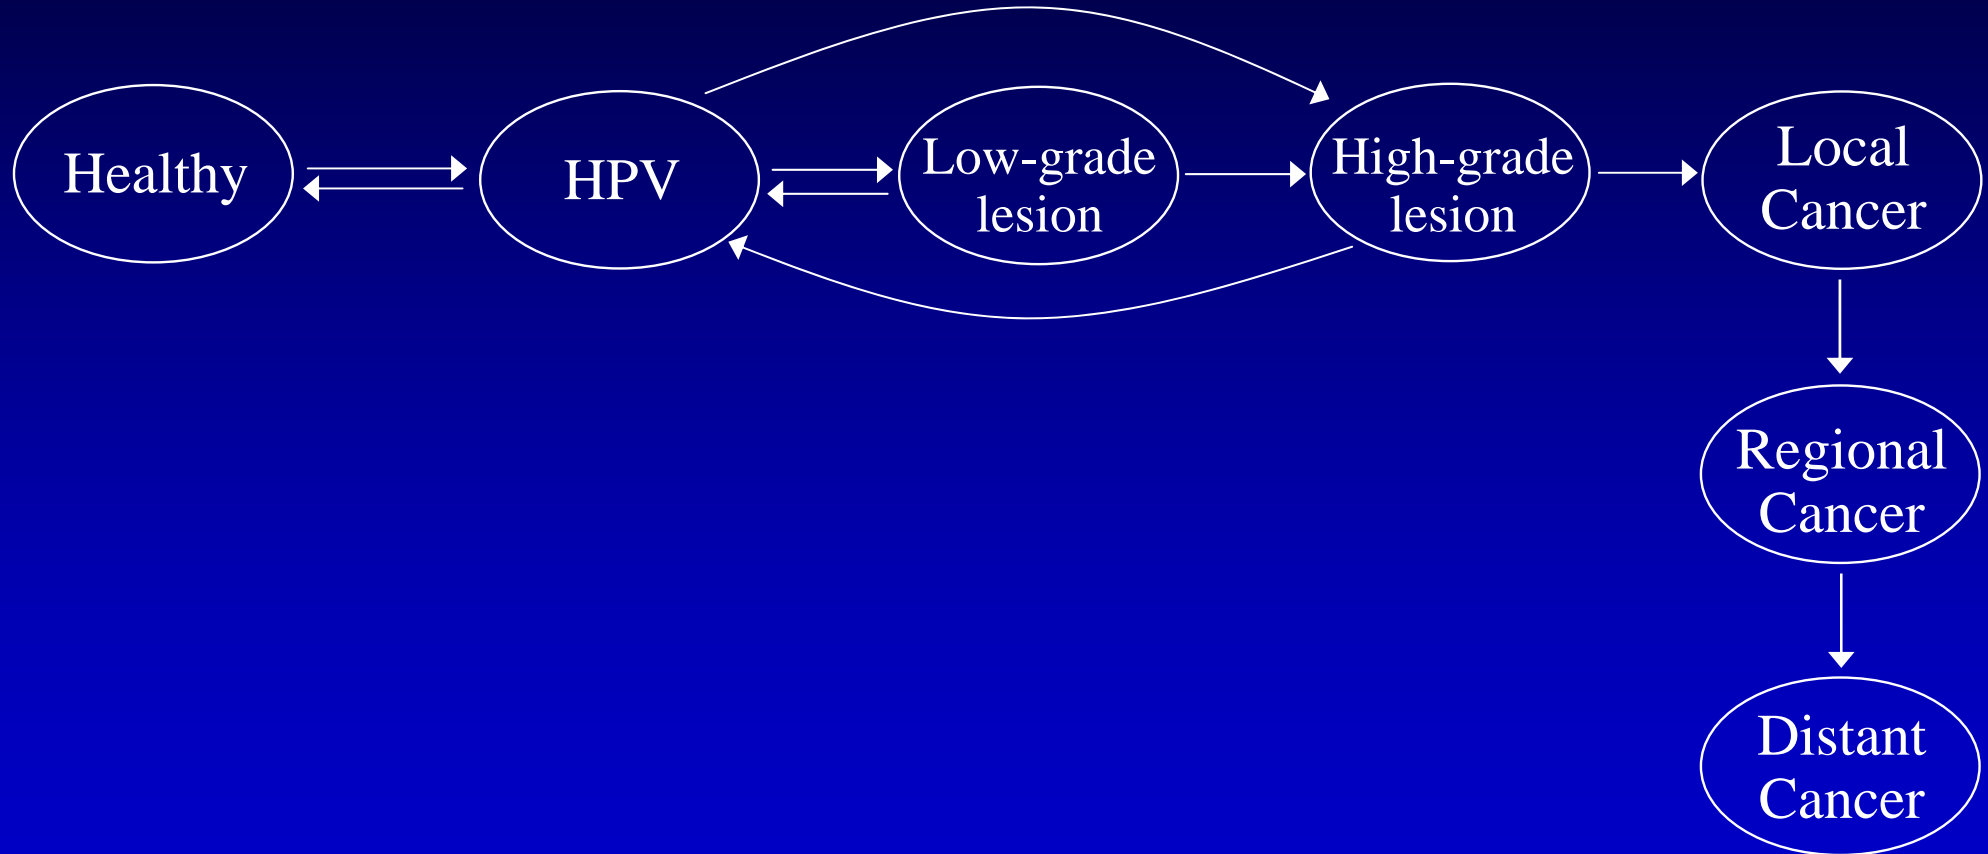 Healthy
HPV
Low-grade
lesion
High-grade
lesion
Local
Cancer
Regional
Cancer
Distant
Cancer